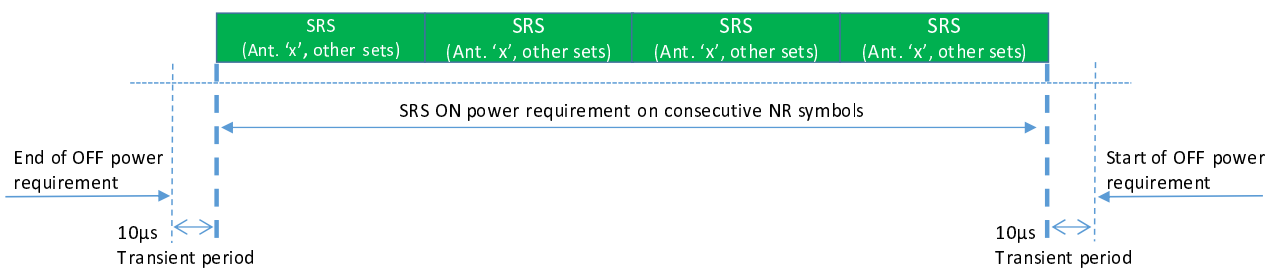 SRS
(Ant. ‘x’, other sets)
SRS
(Ant. ‘x’, other sets)
SRS
(Ant. ‘x’, other sets)
SRS
(Ant. ‘x’, other sets)
SRS ON power requirement on consecutive NR symbols
End of OFF power
requirement
Start of OFF power
requirement
10µs
Transient period
10µs
Transient period